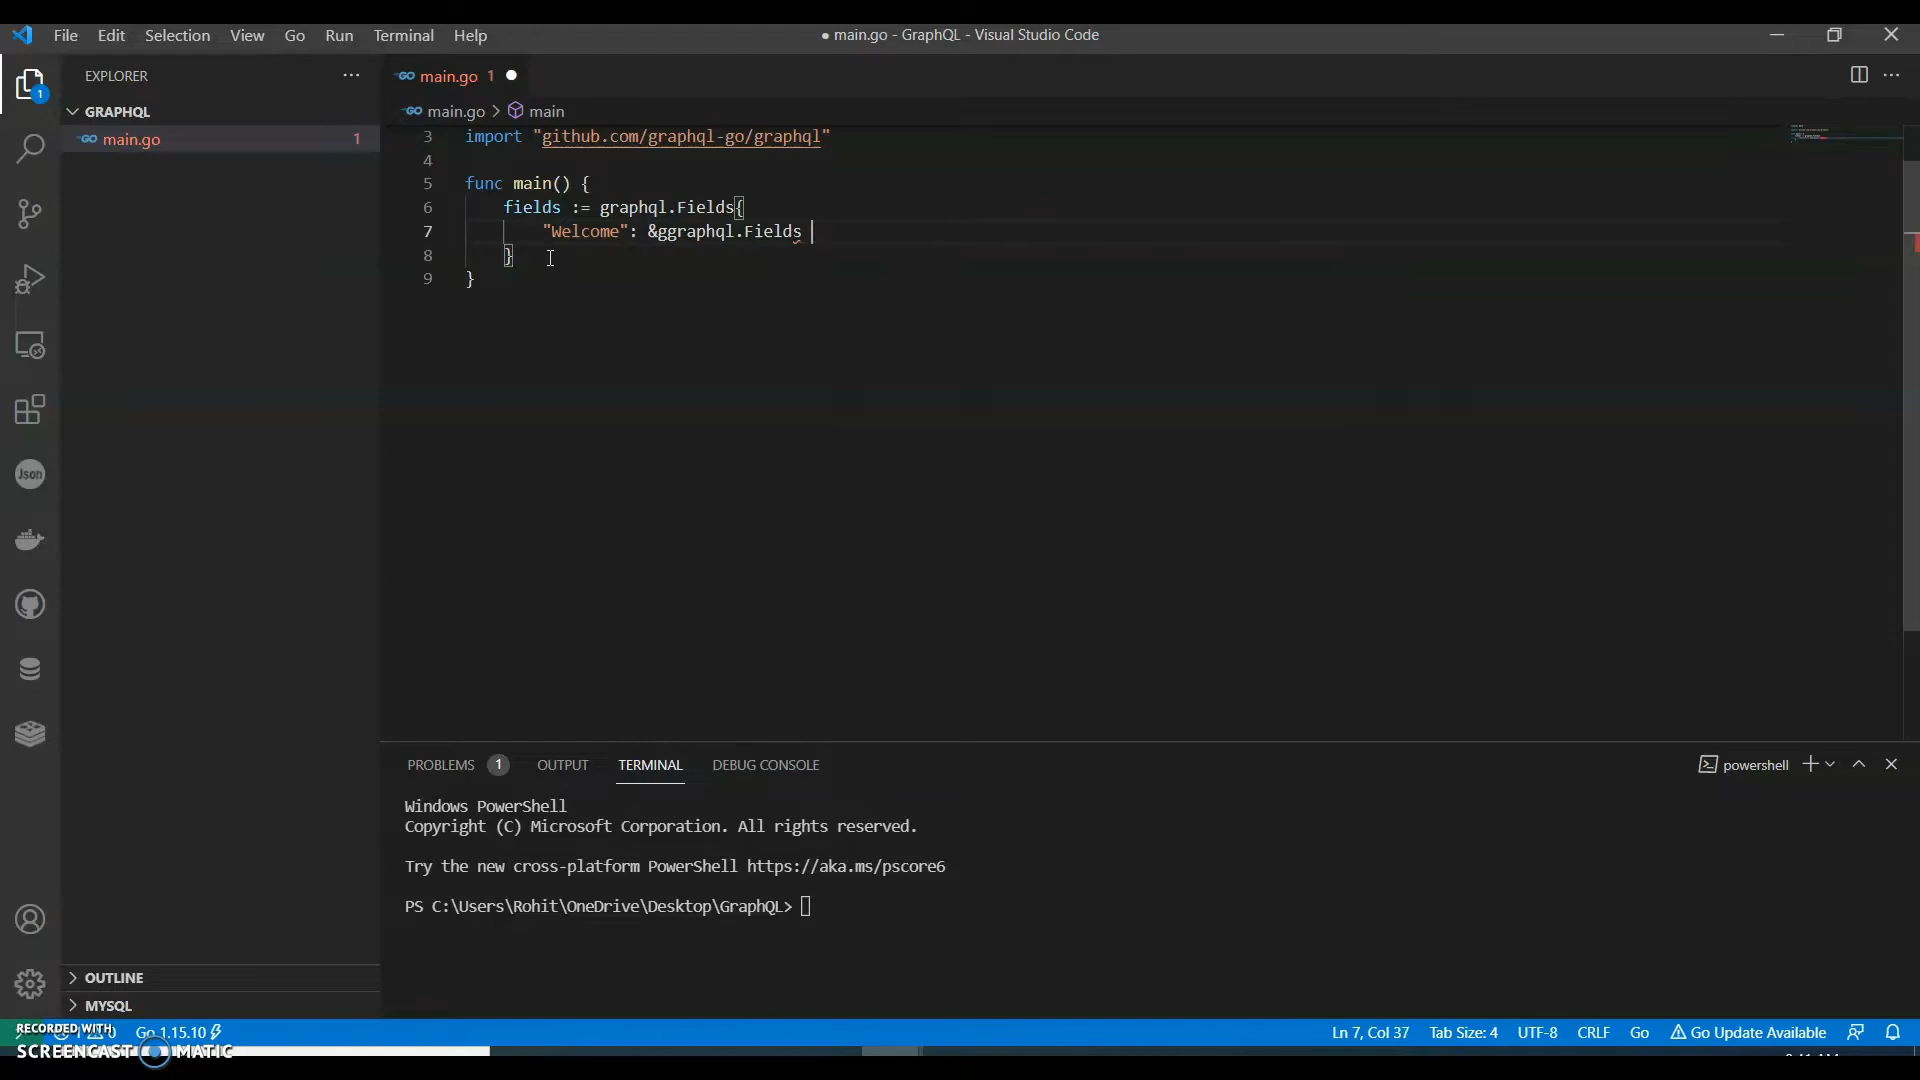 File Edit Selection View Go Run Terminal Help
● main.go - GraphQL - Visual Studio Code
EXPLORER
main.go 1
1
GRAPHQL
main.go > main
main.go 1
3 import "github.com/graphql-go/graphql"
4
5 func main() {
6 fields := graphql.Fields{
7 "Welcome": &ggraphql.Fields
8 }
9 }
Json
PROBLEMS 1 OUTPUT TERMINAL DEBUG CONSOLE
powershell
Windows PowerShell
Copyright (C) Microsoft Corporation. All rights reserved.
Try the new cross-platform PowerShell https://aka.ms/pscore6
PS C:\Users\Rohit\OneDrive\Desktop\GraphQL>
OUTLINE
MYSQL
RECORDED WITH
SCREENCAST MATIC
Go 1.15.10
Ln 7, Col 37 Tab Size: 4 UTF-8 CRLF Go Go Update Available